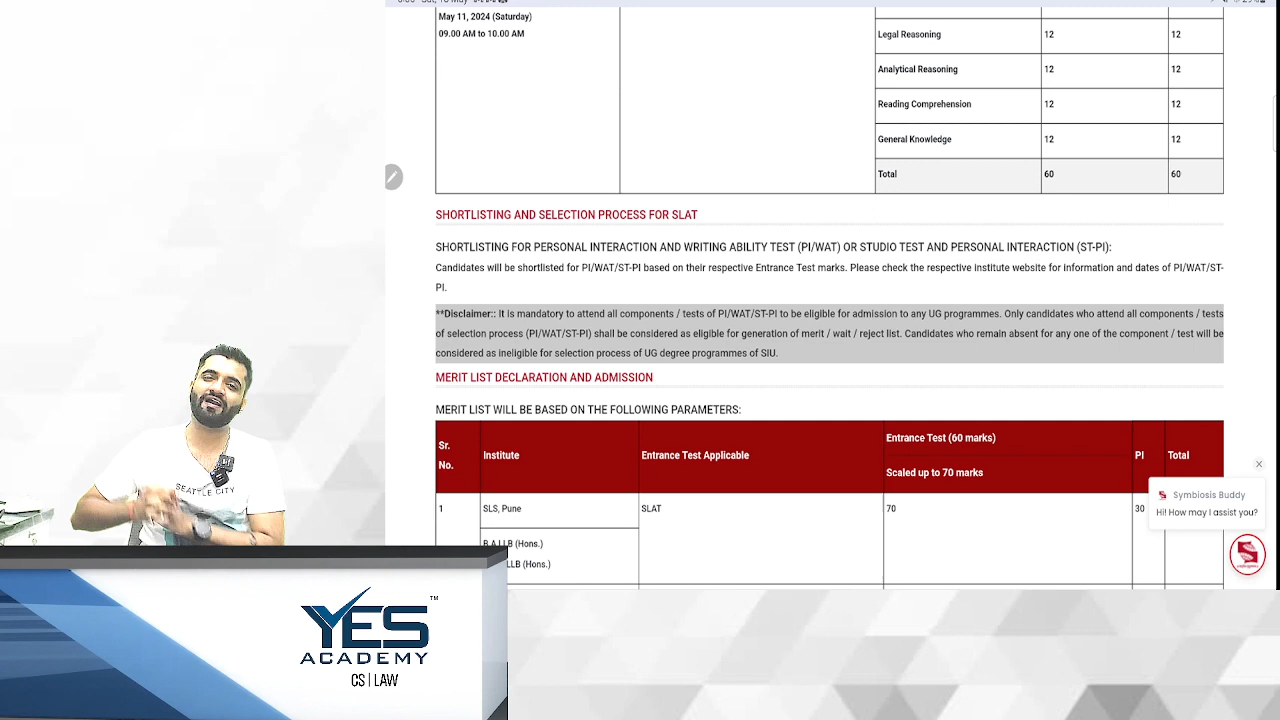 May 11, 2024 (Saturday)
09.00 AM to 10.00 AM
Legal Reasoning 12 12
Analytical Reasoning 12 12
Reading Comprehension 12 12
General Knowledge 12 12
Total 60 60
SHORTLISTING AND SELECTION PROCESS FOR SLAT
SHORTLISTING FOR PERSONAL INTERACTION AND WRITING ABILITY TEST (PI/WAT) OR STUDIO TEST AND PERSONAL INTERACTION (ST-PI):
Candidates will be shortlisted for PI/WAT/ST-PI based on their respective Entrance Test marks. Please check the respective institute website for information and dates of PI/WAT/ST-
PI.
**Disclaimer:: It is mandatory to attend all components / tests of PI/WAT/ST-PI to be eligible for admission to any UG programmes. Only candidates who attend all components / tests
of selection process (PI/WAT/ST-PI) shall be considered as eligible for generation of merit / wait / reject list. Candidates who remain absent for any one of the component / test will be
considered as ineligible for selection process of UG degree programmes of SIU.
MERIT LIST DECLARATION AND ADMISSION
MERIT LIST WILL BE BASED ON THE FOLLOWING PARAMETERS:
Sr.
No.
Institute
Entrance Test Applicable
Entrance Test (60 marks)
Scaled up to 70 marks
PI
Total
1 SLS, Pune SLAT 70 30
LLB (Hons.)
LLB (Hons.)
Symbiosis Buddy
Hi! How may I assist you?
SEATTLE CITY
YES™
ACADEMY
CS | LAW